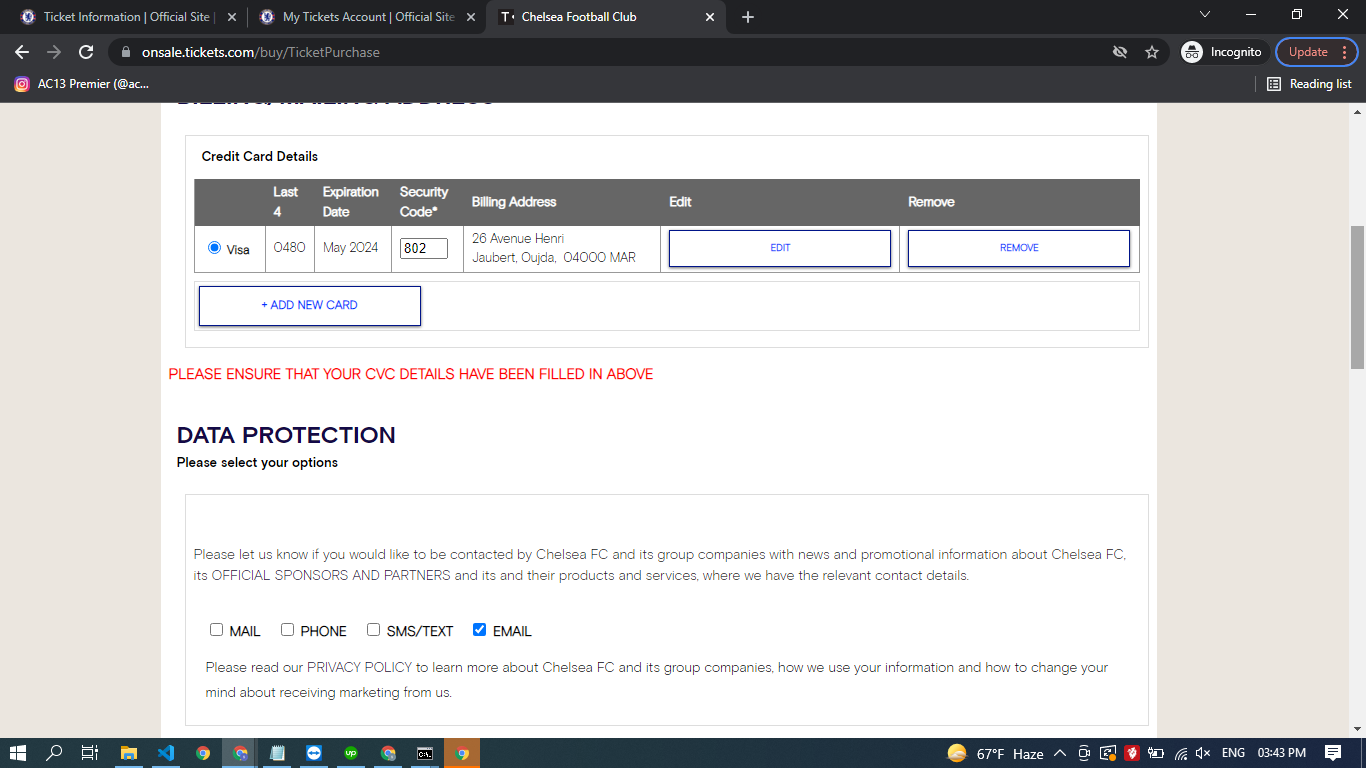 Ticket Information | Official Site |
My Tickets Account | Official Site
Chelsea Football Club
onsale.tickets.com/buy/TicketPurchase
Incognito
Update
AC13 Premier (@ac...
Reading list
BILLING/MAILING ADDRESS
Credit Card Details
Last 4
Expiration Date
Security Code*
Billing Address
Edit
Remove
Visa
0480
May 2024
802
26 Avenue Henri
Jaubert, Oujda, 04000 MAR
EDIT
REMOVE
+ ADD NEW CARD
PLEASE ENSURE THAT YOUR CVC DETAILS HAVE BEEN FILLED IN ABOVE
DATA PROTECTION
Please select your options
Please let us know if you would like to be contacted by Chelsea FC and its group companies with news and promotional information about Chelsea FC,
its OFFICIAL SPONSORS AND PARTNERS and its and their products and services, where we have the relevant contact details.
MAIL PHONE SMS/TEXT EMAIL
Please read our PRIVACY POLICY to learn more about Chelsea FC and its group companies, how we use your information and how to change your
mind about receiving marketing from us.
67°F Haze
ENG
03:43 PM